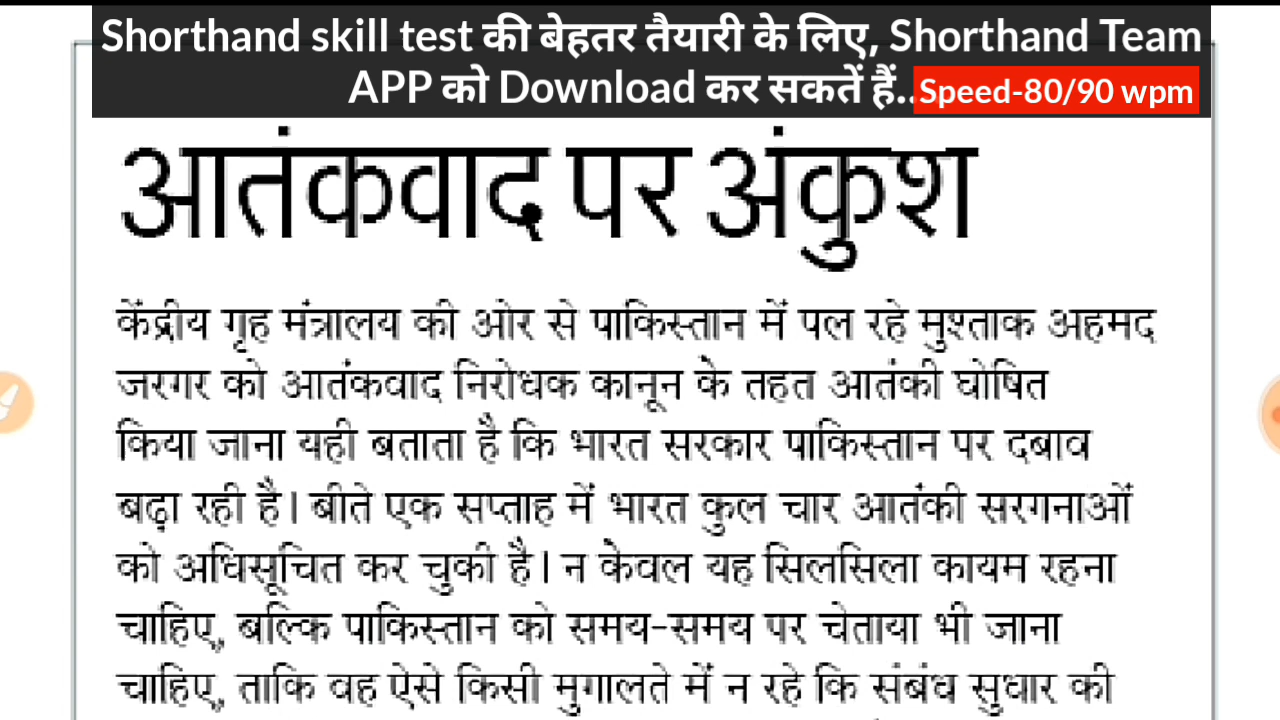 Shorthand skill test की बेहतर तैयारी के लिए, Shorthand Team
APP को Download कर सकतें हैं.. Speed-80/90 wpm
आतंकवाद पर अंकुश
केंद्रीय गृह मंत्रालय की ओर से पाकिस्तान में पल रहे मुश्ताक अहमद
जरगर को आतंकवाद निरोधक कानून के तहत आतंकी घोषित
किया जाना यही बताता है कि भारत सरकार पाकिस्तान पर दबाव
बढ़ा रही है। बीते एक सप्ताह में भारत कुल चार आतंकी सरगनाओं
को अधिसूचित कर चुकी है। न केवल यह सिलसिला कायम रहना
चाहिए, बल्कि पाकिस्तान को समय-समय पर चेताया भी जाना
चाहिए, ताकि वह ऐसे किसी मुगालते में न रहे कि संबंध सुधार की